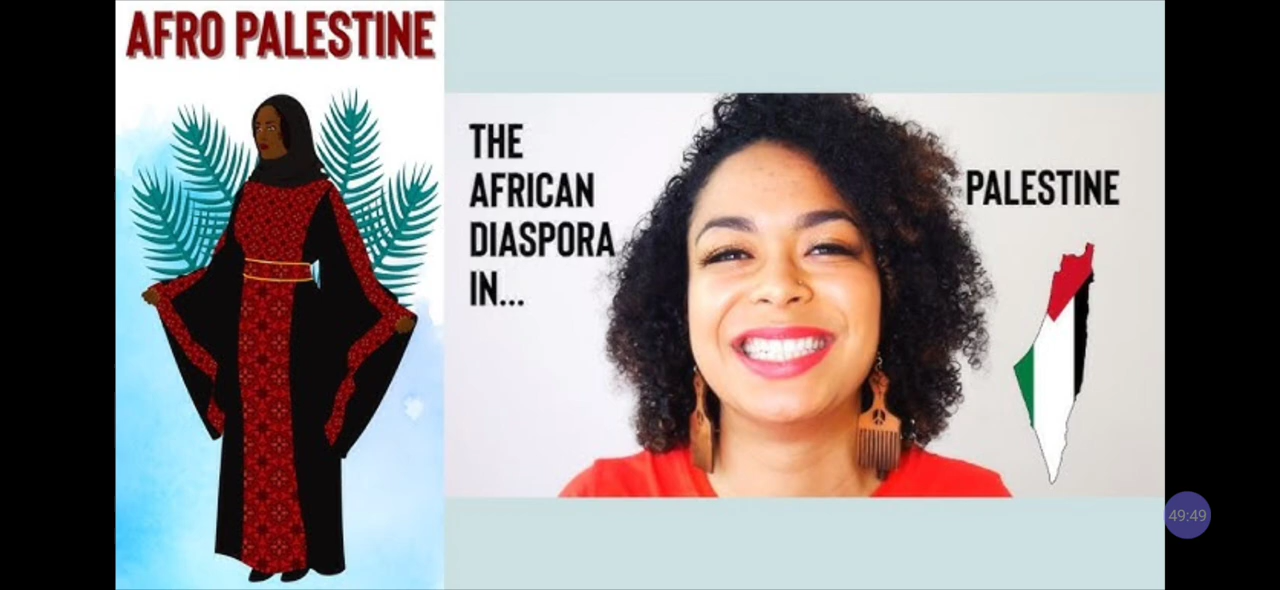 AFRO PALESTINE
THE
AFRICAN
DIASPORA
IN...
PALESTINE
49:49